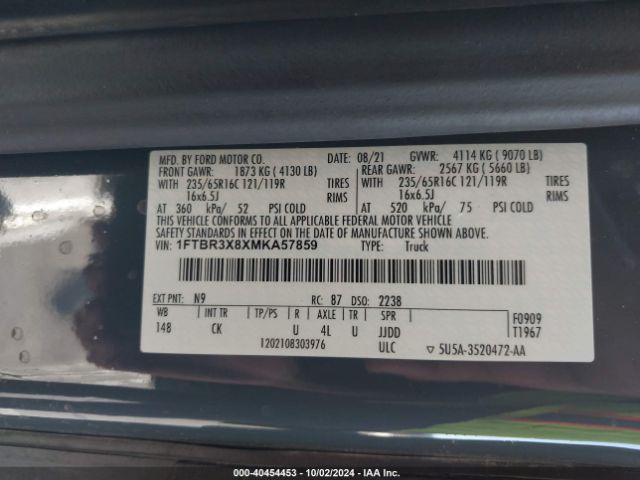 MFD. BY FORD MOTOR CO. DATE: 08/21 GVWR: 4114 KG (9070 LB)
FRONT GAWR: 1873 KG (4130 LB) REAR GAWR: 2567 KG (5660 LB)
WITH 235/65R16C 121/119R TIRES WITH 235/65R16C 121/119R TIRES
16x6.5J RIMS 16x6.5J RIMS
AT 360 kPa/ 52 PSI COLD AT 520 kPa/ 75 PSI COLD
THIS VEHICLE CONFORMS TO ALL APPLICABLE FEDERAL MOTOR VEHICLE
SAFETY STANDARDS IN EFFECT ON THE DATE OF MANUFACTURE SHOWN ABOVE.
VIN: 1FTBR3X8XMKA57859 TYPE: Truck
EXT PNT: N9 RC: 87 DSO: 2238
WB INT TR TP/PS R AXLE TR SPR F0909
148 CK U 4L U JJDD T1967
1202108303976 ULC ▽ 5U5A-3520472-AA
000-40454453 - 10/02/2024 - IAA Inc.